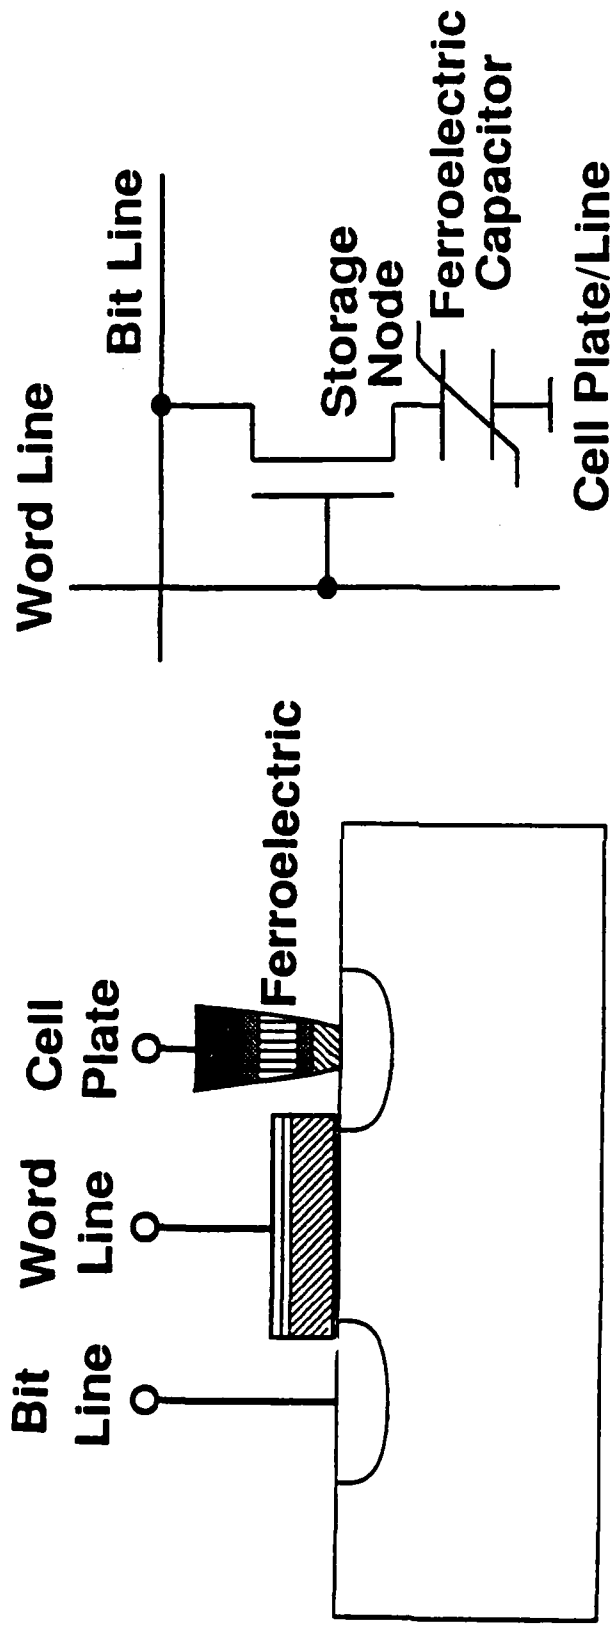 Bit
Line
Word
Line
Cell
Plate
Ferroelectric
Word Line
Bit Line
Storage
Node
Ferroelectric
Capacitor
Cell Plate/Line